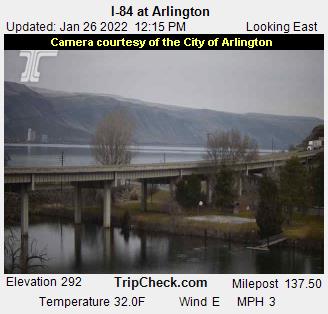 I-84 at Arlington
Updated: Jan 26 2022 12:15 PM Looking East
Camera courtesy of the City of Arlington
Elevation 292 TripCheck.com Milepost 137.50
Temperature 32.0F Wind E MPH 3